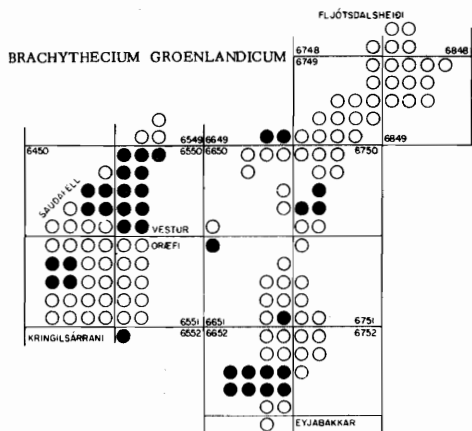 FLJÓTSDALSHEIÐI
BRACHYTHECIUM GROENLANDICUM
6748 6848
6749
6549 6649 6849
6450 6550 6650 6750
SAUÐAFELL
VESTUR
ÖRÆFI
6551 6651 6751
KRINGILSÁRRANI 6552 6652 6752
EYJABAKKAR